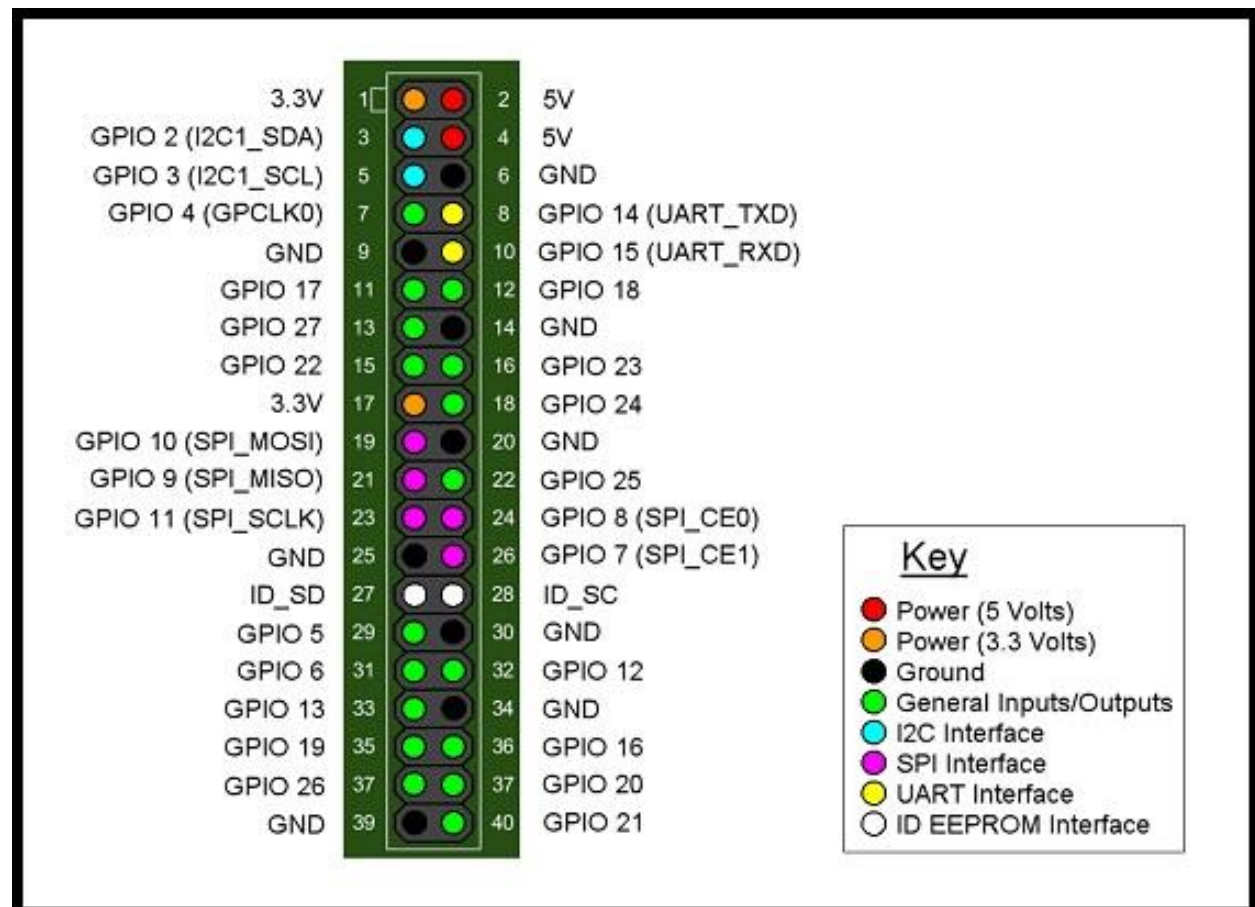 3.3V 1 2 5V
GPIO 2 (I2C1_SDA) 3 4 5V
GPIO 3 (I2C1_SCL) 5 6 GND
GPIO 4 (GPCLK0) 7 8 GPIO 14 (UART_TXD)
GND 9 10 GPIO 15 (UART_RXD)
GPIO 17 11 12 GPIO 18
GPIO 27 13 14 GND
GPIO 22 15 16 GPIO 23
3.3V 17 18 GPIO 24
GPIO 10 (SPI_MOSI) 19 20 GND
GPIO 9 (SPI_MISO) 21 22 GPIO 25
GPIO 11 (SPI_SCLK) 23 24 GPIO 8 (SPI_CE0)
GND 25 26 GPIO 7 (SPI_CE1)
ID_SD 27 28 ID_SC
GPIO 5 29 30 GND
GPIO 6 31 32 GPIO 12
GPIO 13 33 34 GND
GPIO 19 35 36 GPIO 16
GPIO 26 37 37 GPIO 20
GND 39 40 GPIO 21
Key
Power (5 Volts)
Power (3.3 Volts)
Ground
General Inputs/Outputs
I2C Interface
SPI Interface
UART Interface
ID EEPROM Interface